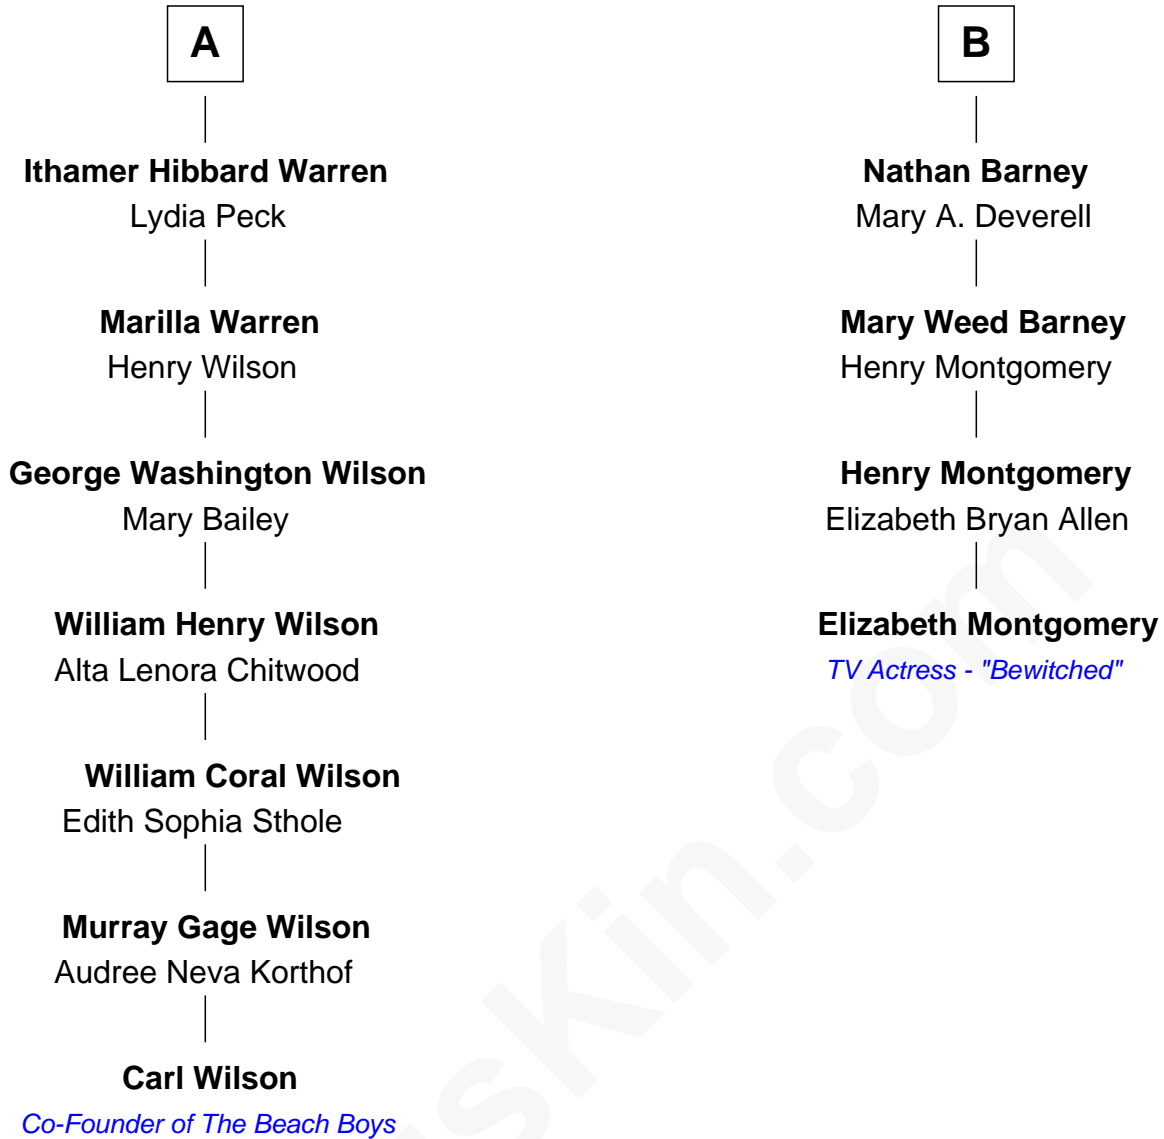 A
Ithamer Hibbard Warren
Lydia Peck
Marilla Warren
Henry Wilson
George Washington Wilson
Mary Bailey
William Henry Wilson
Alta Lenora Chitwood
William Coral Wilson
Edith Sophia Sthole
Murray Gage Wilson
Audree Neva Korthof
Carl Wilson
Co-Founder of The Beach Boys
B
Nathan Barney
Mary A. Deverell
Mary Weed Barney
Henry Montgomery
Henry Montgomery
Elizabeth Bryan Allen
Elizabeth Montgomery
TV Actress - "Bewitched"
sKin.com